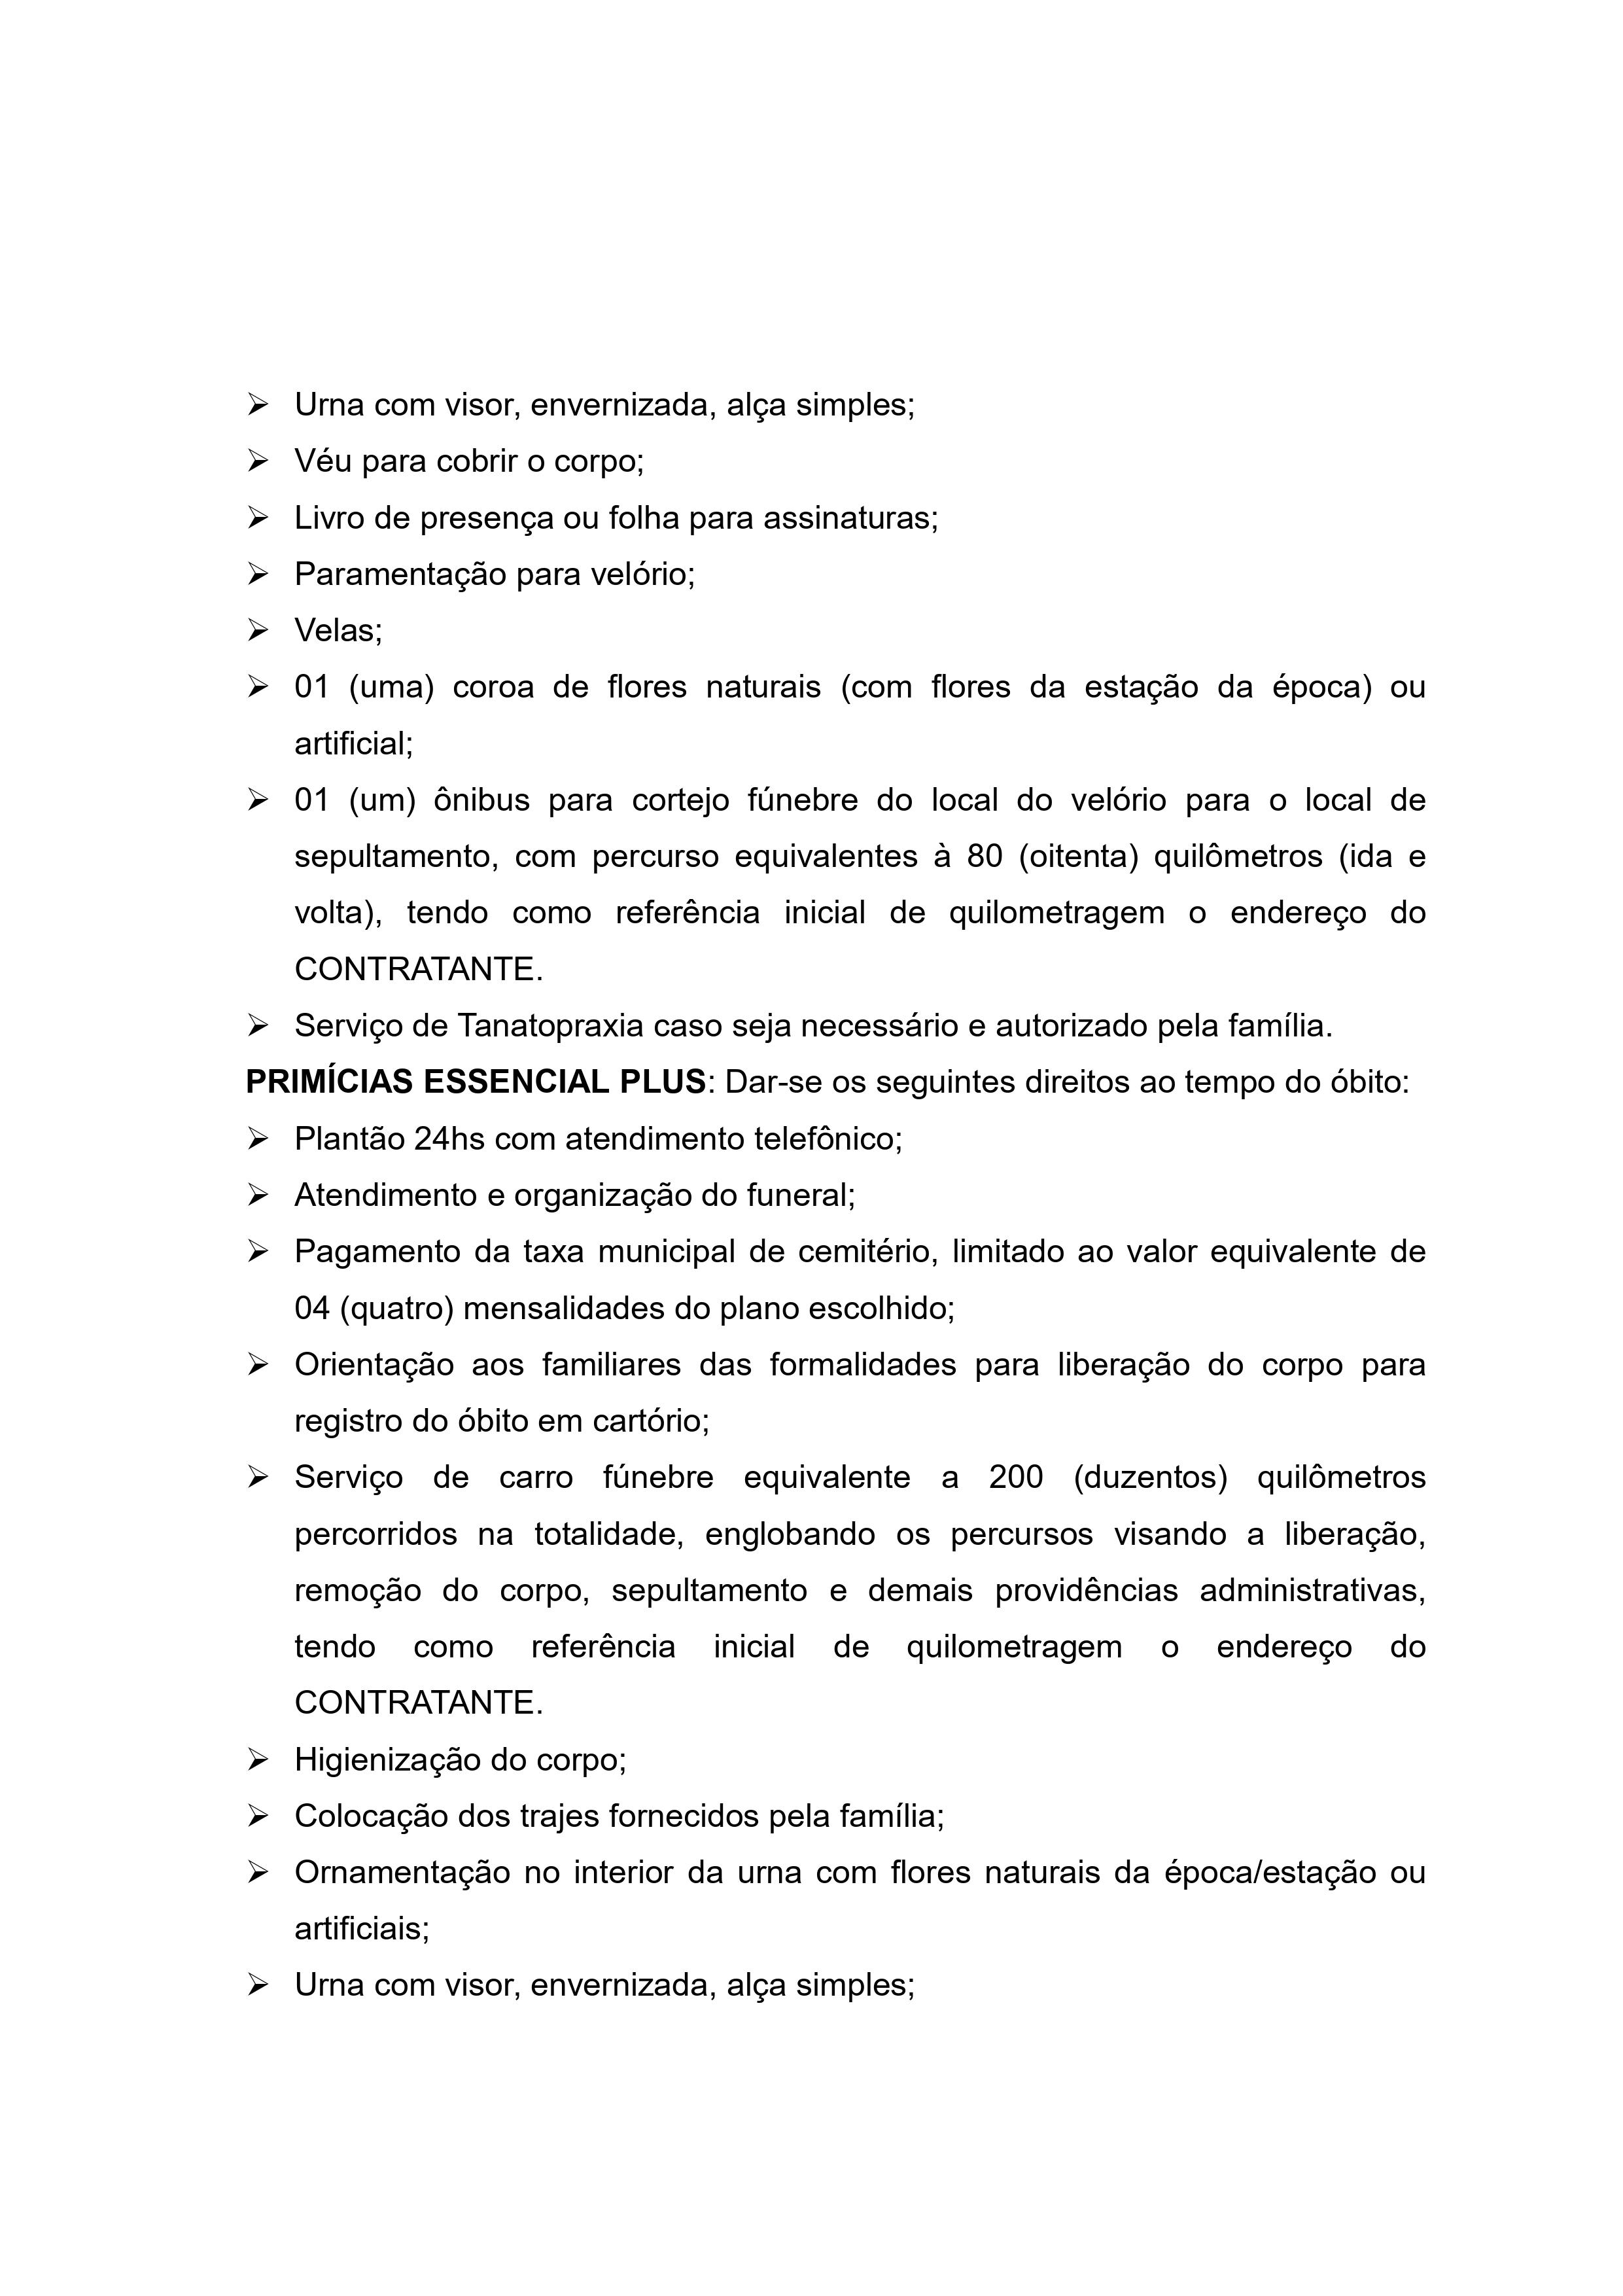 ➢ Urna com visor, envernizada, alça simples;
➢ Véu para cobrir o corpo;
➢ Livro de presença ou folha para assinaturas;
➢ Paramentação para velório;
➢ Velas;
➢ 01 (uma) coroa de flores naturais (com flores da estação da época) ou
artificial;
➢ 01 (um) ônibus para cortejo fúnebre do local do velório para o local de
sepultamento, com percurso equivalentes à 80 (oitenta) quilômetros (ida e
volta), tendo como referência inicial de quilometragem o endereço do
CONTRATANTE.
➢ Serviço de Tanatopraxia caso seja necessário e autorizado pela família.
PRIMÍCIAS ESSENCIAL PLUS: Dar-se os seguintes direitos ao tempo do óbito:
➢ Plantão 24hs com atendimento telefônico;
➢ Atendimento e organização do funeral;
➢ Pagamento da taxa municipal de cemitério, limitado ao valor equivalente de
04 (quatro) mensalidades do plano escolhido;
➢ Orientação aos familiares das formalidades para liberação do corpo para
registro do óbito em cartório;
➢ Serviço de carro fúnebre equivalente a 200 (duzentos) quilômetros
percorridos na totalidade, englobando os percursos visando a liberação,
remoção do corpo, sepultamento e demais providências administrativas,
tendo como referência inicial de quilometragem o endereço do
CONTRATANTE.
➢ Higienização do corpo;
➢ Colocação dos trajes fornecidos pela família;
➢ Ornamentação no interior da urna com flores naturais da época/estação ou
artificiais;
➢ Urna com visor, envernizada, alça simples;